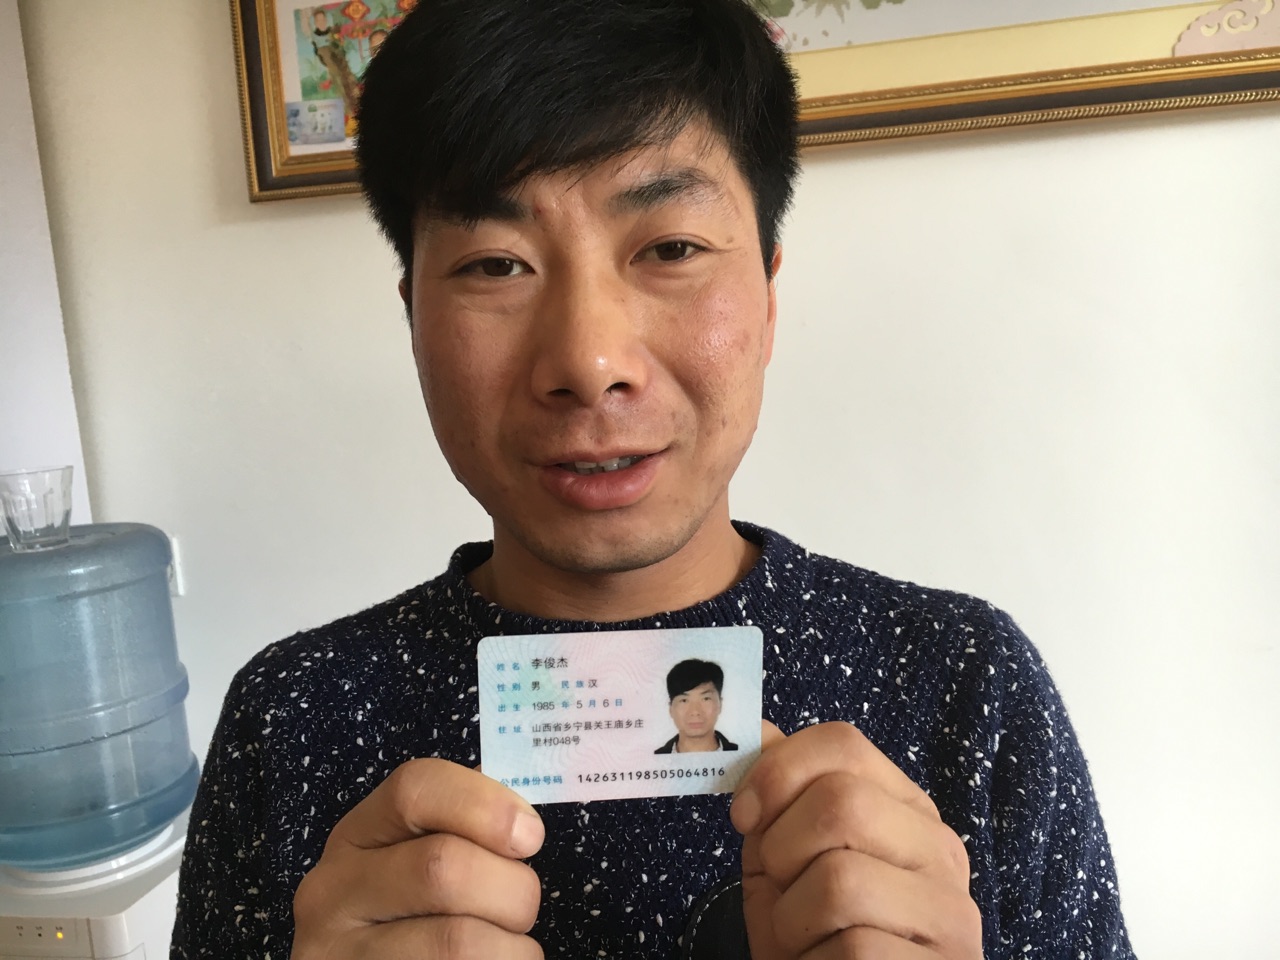 姓名 李俊杰
性别 男 民族 汉
出生 1985 年 5 月 6 日
住址 山西省乡宁县关王庙乡庄
里村048号
公民身份号码 142631198505064816